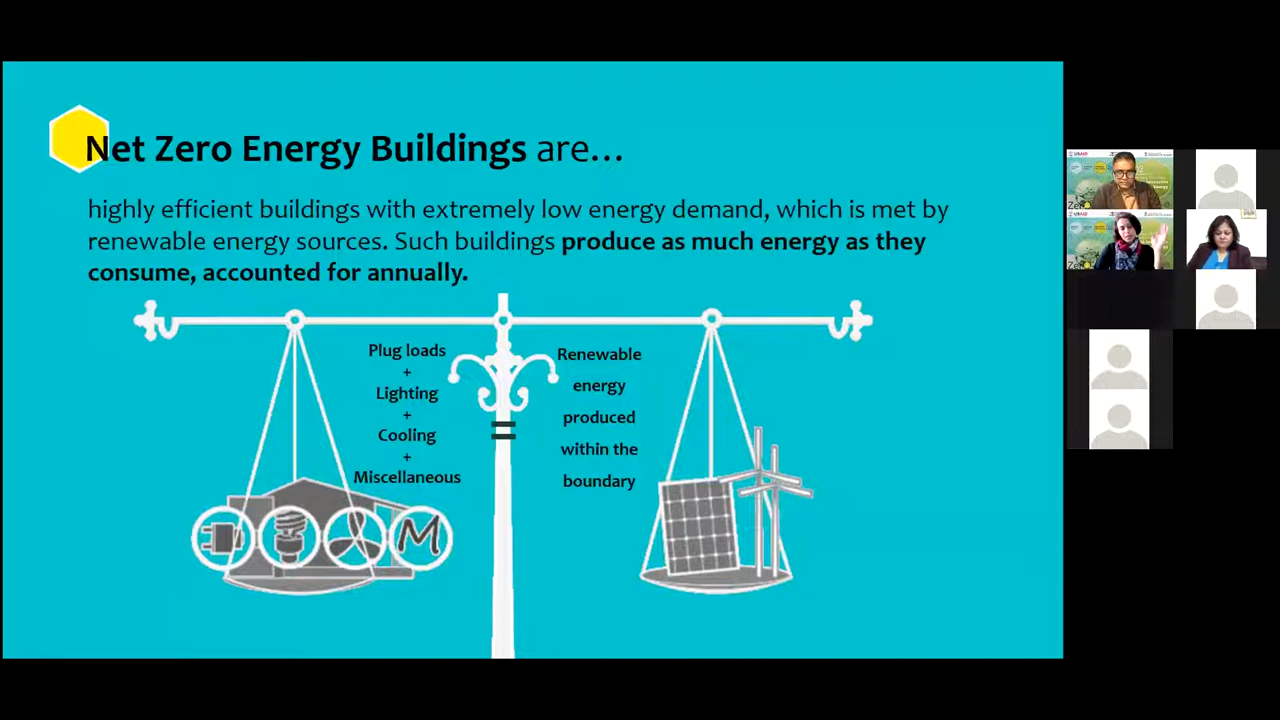 Net Zero Energy Buildings are...
highly efficient buildings with extremely low energy demand, which is met by
renewable energy sources. Such buildings produce as much energy as they
consume, accounted for annually.
Plug loads
+
Lighting
+
Cooling
+
Miscellaneous
Renewable
energy
produced
within the
boundary
M
USAID
USAID